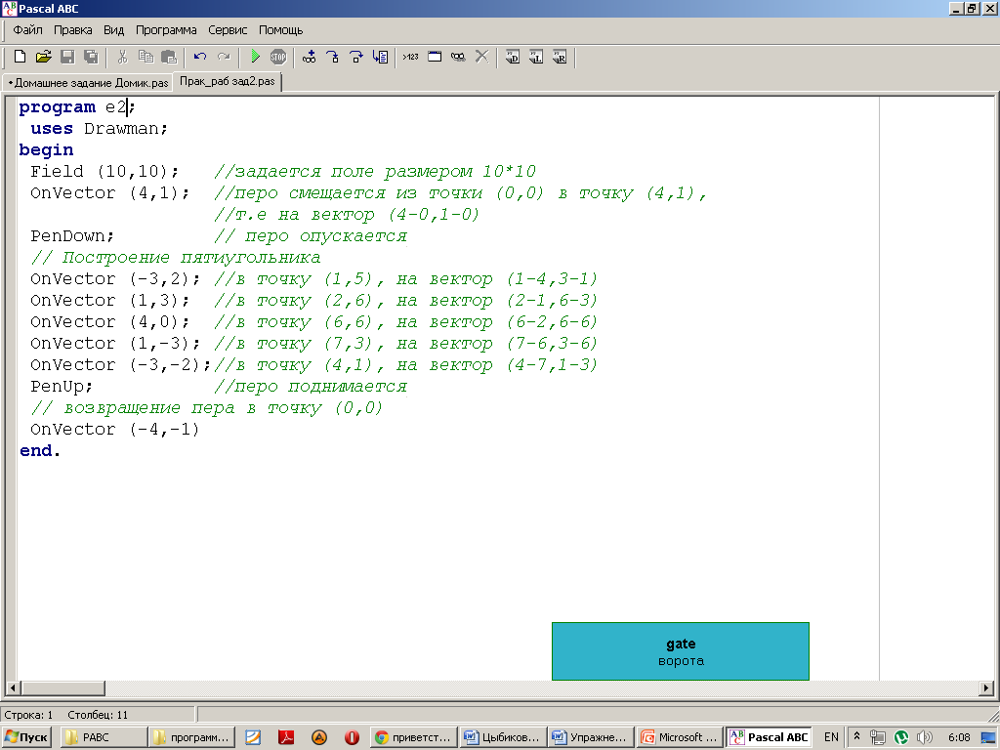 Pascal ABC
Файл Правка Вид Программа Сервис Помощь
•Домашнее задание Домик.pas Прак_раб зад2.pas
program e2;
uses Drawman;
begin
Field (10,10); //задается поле размером 10*10
OnVector (4,1); //перо смещается из точки (0,0) в точку (4,1),
//т.е на вектор (4-0,1-0)
PenDown; // перо опускается
// Построение пятиугольника
OnVector (-3,2); //в точку (1,5), на вектор (1-4,3-1)
OnVector (1,3); //в точку (2,6), на вектор (2-1,6-3)
OnVector (4,0); //в точку (6,6), на вектор (6-2,6-6)
OnVector (1,-3); //в точку (7,3), на вектор (7-6,3-6)
OnVector (-3,-2);//в точку (4,1), на вектор (4-7,1-3)
PenUp; //перо поднимается
// возвращение пера в точку (0,0)
OnVector (-4,-1)
end.
gate
ворота
Строка: 1 Столбец: 11
Пуск PABC программ... приветст... Цыбиков... Упражне... Microsoft ... Pascal ABC EN 6:08